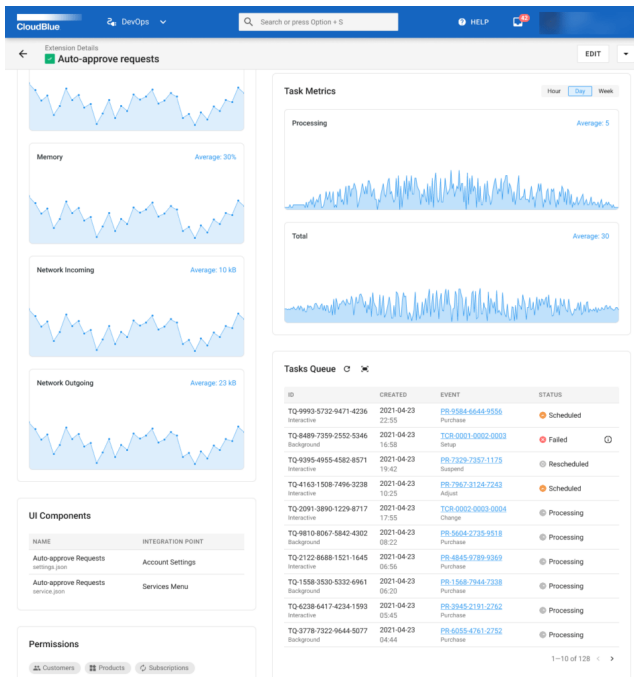 CloudBlue
DevOps
Search or press Option + S
HELP
Extension Details
Auto-approve requests
EDIT
Memory
Average: 30%
Network Incoming
Average: 10 kB
Network Outgoing
Average: 23 kB
UI Components
NAME INTEGRATION POINT
Auto-approve Requests Account Settings
settings.json
Auto-approve Requests Services Menu
service.json
Permissions
Customers Products Subscriptions
Task Metrics
Hour Day Week
Processing
Average: 5
Total
Average: 30
Tasks Queue
ID CREATED EVENT STATUS
TQ-9993-5732-9471-4236 2021-04-23 PR-9584-6644-9556 Scheduled
Interactive 22:55 Purchase
TQ-8489-7359-2552-5346 2021-04-23 TCR-0001-0002-0003 Failed
Background 16:58 Setup
TQ-9395-4955-4582-8571 2021-04-23 PR-7329-7357-1175 Rescheduled
Interactive 19:42 Suspend
TQ-4163-1508-7496-3238 2021-04-23 PR-7967-3124-7243 Scheduled
Interactive 10:25 Adjust
TQ-2091-3890-1229-8717 2021-04-23 TCR-0002-0003-0004 Processing
Interactive 17:55 Change
TQ-9810-8067-5842-4302 2021-04-23 PR-5604-2735-9518 Processing
Background 08:22 Purchase
TQ-2122-8688-1521-1645 2021-04-23 PR-4845-9789-9369 Processing
Interactive 06:56 Purchase
TQ-1558-3530-5332-6961 2021-04-23 PR-1568-7944-7338 Processing
Background 06:20 Purchase
TQ-6238-6417-4234-1593 2021-04-23 PR-3945-2191-2762 Processing
Interactive 05:45 Purchase
TQ-3778-7322-9644-5077 2021-04-23 PR-6055-4761-2752 Processing
Background 04:44 Purchase
1—10 of 128